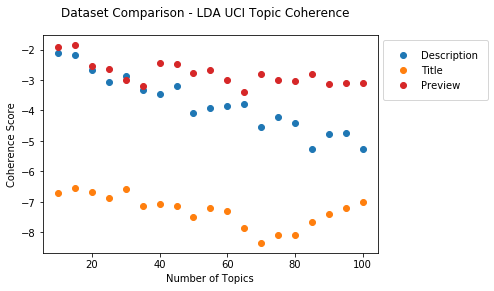 Dataset Comparison - LDA UCI Topic Coherence
−2
−3
−4
−5
−6
−7
−8
Coherence Score
20
40
60
80
100
Number of Topics
Description
Title
Preview